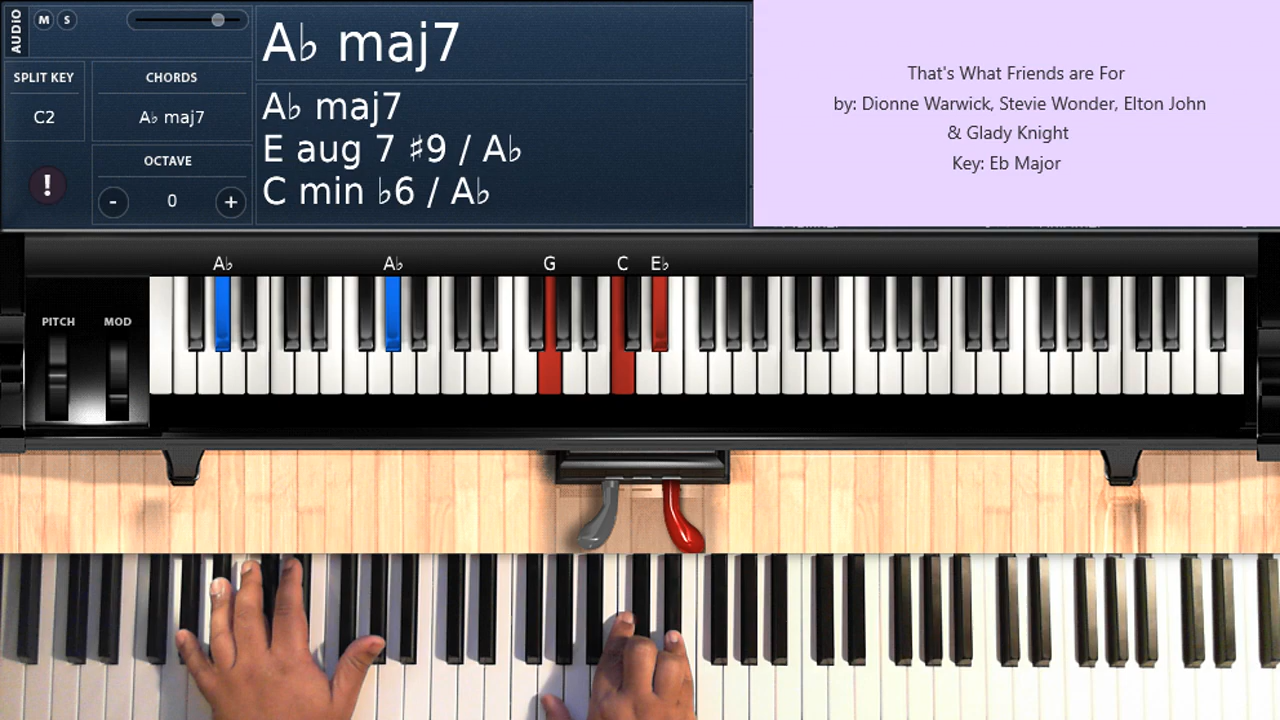 AUDIO
M S
SPLIT KEY
C2
!
CHORDS
A♭ maj7
OCTAVE
- 0 +
A♭ maj7
A♭ maj7
E aug 7 ♯9 / A♭
C min ♭6 / A♭
That's What Friends are For
by: Dionne Warwick, Stevie Wonder, Elton John
& Glady Knight
Key: Eb Major
A♭ A♭ G C E♭
PITCH MOD